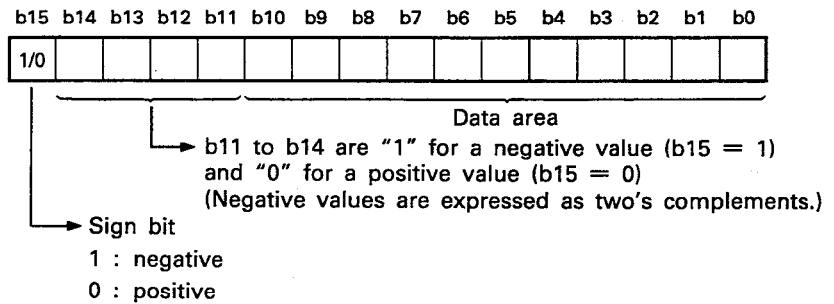 b15 b14 b13 b12 b11 b10 b9 b8 b7 b6 b5 b4 b3 b2 b1 b0
1/0
Data area
b11 to b14 are "1" for a negative value (b15 = 1)
and "0" for a positive value (b15 = 0)
(Negative values are expressed as two's complements.)
Sign bit
1 : negative
0 : positive